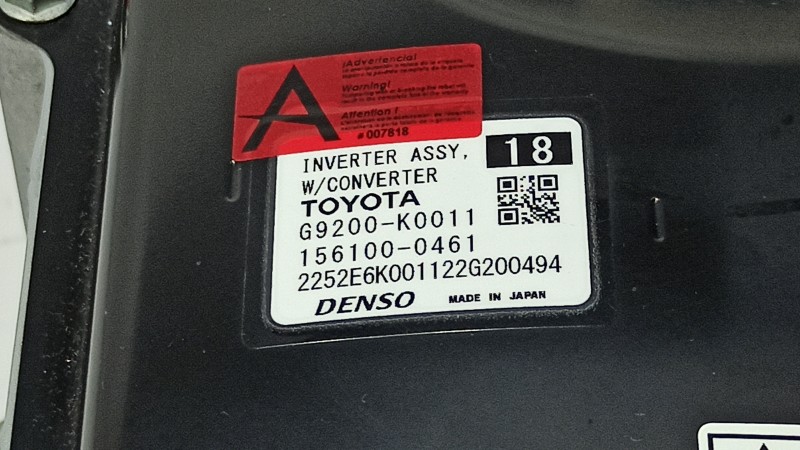 ¡Advertencia!
A
Warning!
Attention !
# 007818
INVERTER ASSY,
18
W/CONVERTER
TOYOTA
G9200-K0011
156100-0461
2252E6K001122G200494
DENSO MADE IN JAPAN